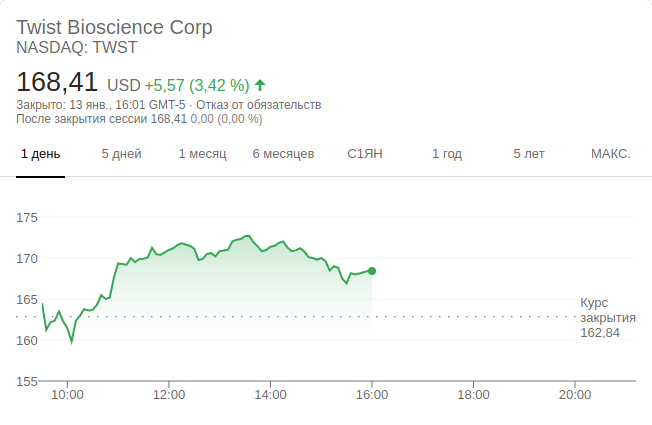 Twist Bioscience Corp
NASDAQ: TWST
168,41 USD +5,57 (3,42 %)
Закрыто: 13 янв., 16:01 GMT-5 · Отказ от обязательств
После закрытия сессии 168,41 0,00 (0,00 %)
1 день 5 дней 1 месяц 6 месяцев С1ЯН 1 год 5 лет МАКС.
175
170
165
160
155
Курс
закрытия
162,84
10:00 12:00 14:00 16:00 18:00 20:00